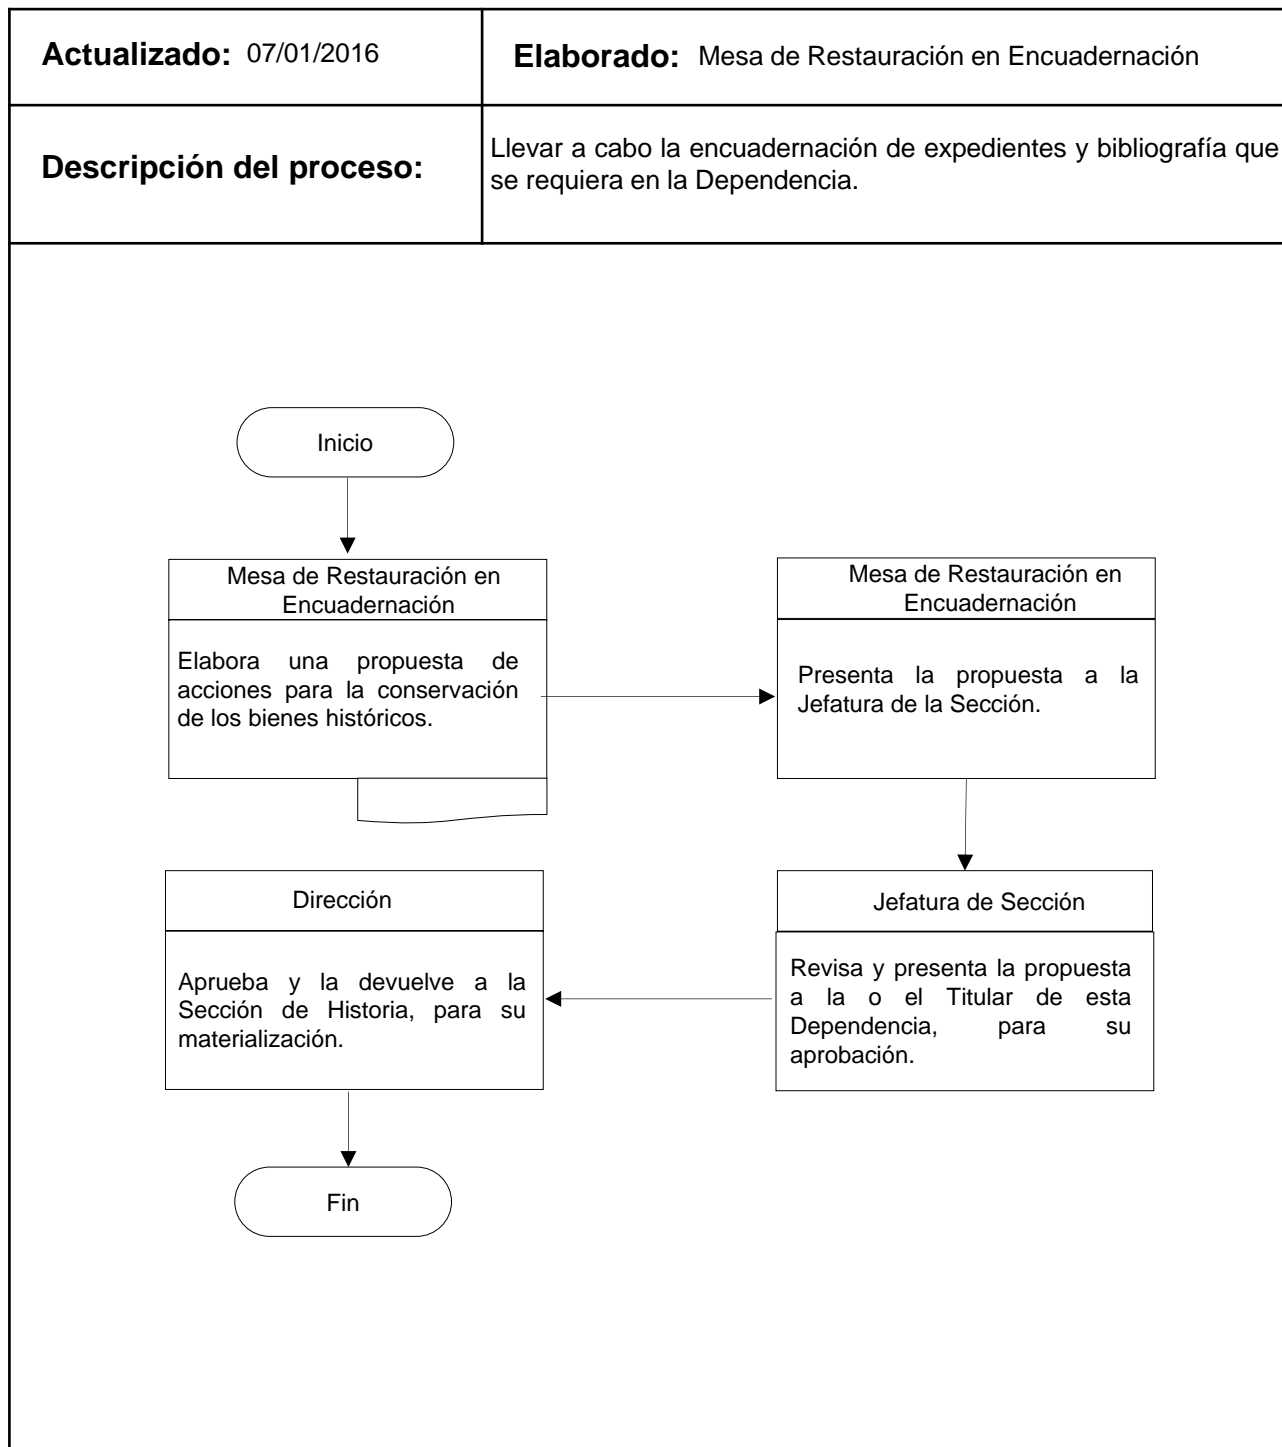 Actualizado: 07/01/2016
Elaborado: Mesa de Restauración en Encuadernación
Descripción del proceso:
Llevar a cabo la encuadernación de expedientes y bibliografía que
se requiera en la Dependencia.
Inicio
Mesa de Restauración en
Encuadernación
Elabora una propuesta de
acciones para la conservación
de los bienes históricos.
Mesa de Restauración en
Encuadernación
Presenta la propuesta a la
Jefatura de la Sección.
Jefatura de Sección
Revisa y presenta la propuesta
a la o el Titular de esta
Dependencia, para su
aprobación.
Dirección
Aprueba y la devuelve a la
Sección de Historia, para su
materialización.
Fin